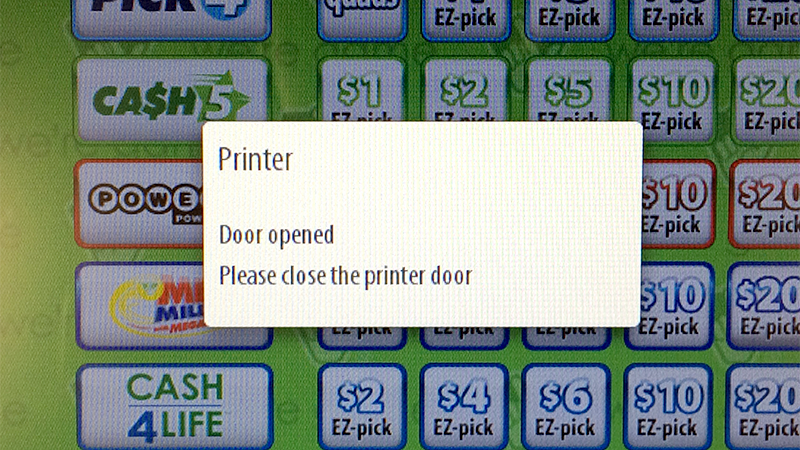 PICK 4
quads
EZ-pick EZ-pick EZ-pick EZ-pick
CA$H 5 $1 $2 $5 $10 $20
EZ-pick EZ-pick EZ-pick EZ-pick EZ-pick
Printer
POWE $10 $20
POW EZ-pick EZ-pick
Door opened
Please close the printer door
$10 $20
EZ-pick EZ-pick EZ-pick EZ-pick EZ-pick
CASH
4LIFE $2 $4 $6 $10 $20
EZ-pick EZ-pick EZ-pick EZ-pick EZ-pick